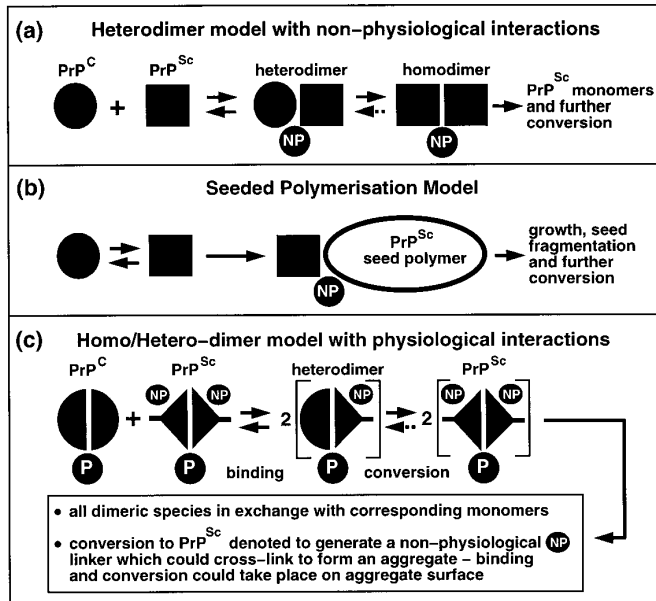 (a) Heterodimer model with non-physiological interactions
PrP^C PrP^Sc heterodimer homodimer
+
NP NP
PrP^Sc monomers
and further
conversion
(b) Seeded Polymerisation Model
PrP^Sc
seed polymer
NP
growth, seed
fragmentation
and further
conversion
(c) Homo/Hetero-dimer model with physiological interactions
PrP^C PrP^Sc heterodimer PrP^Sc
NP NP NP NP NP
+ 2 2
P P P P
binding conversion
• all dimeric species in exchange with corresponding monomers
• conversion to PrP^Sc denoted to generate a non-physiological NP
linker which could cross-link to form an aggregate - binding
and conversion could take place on aggregate surface